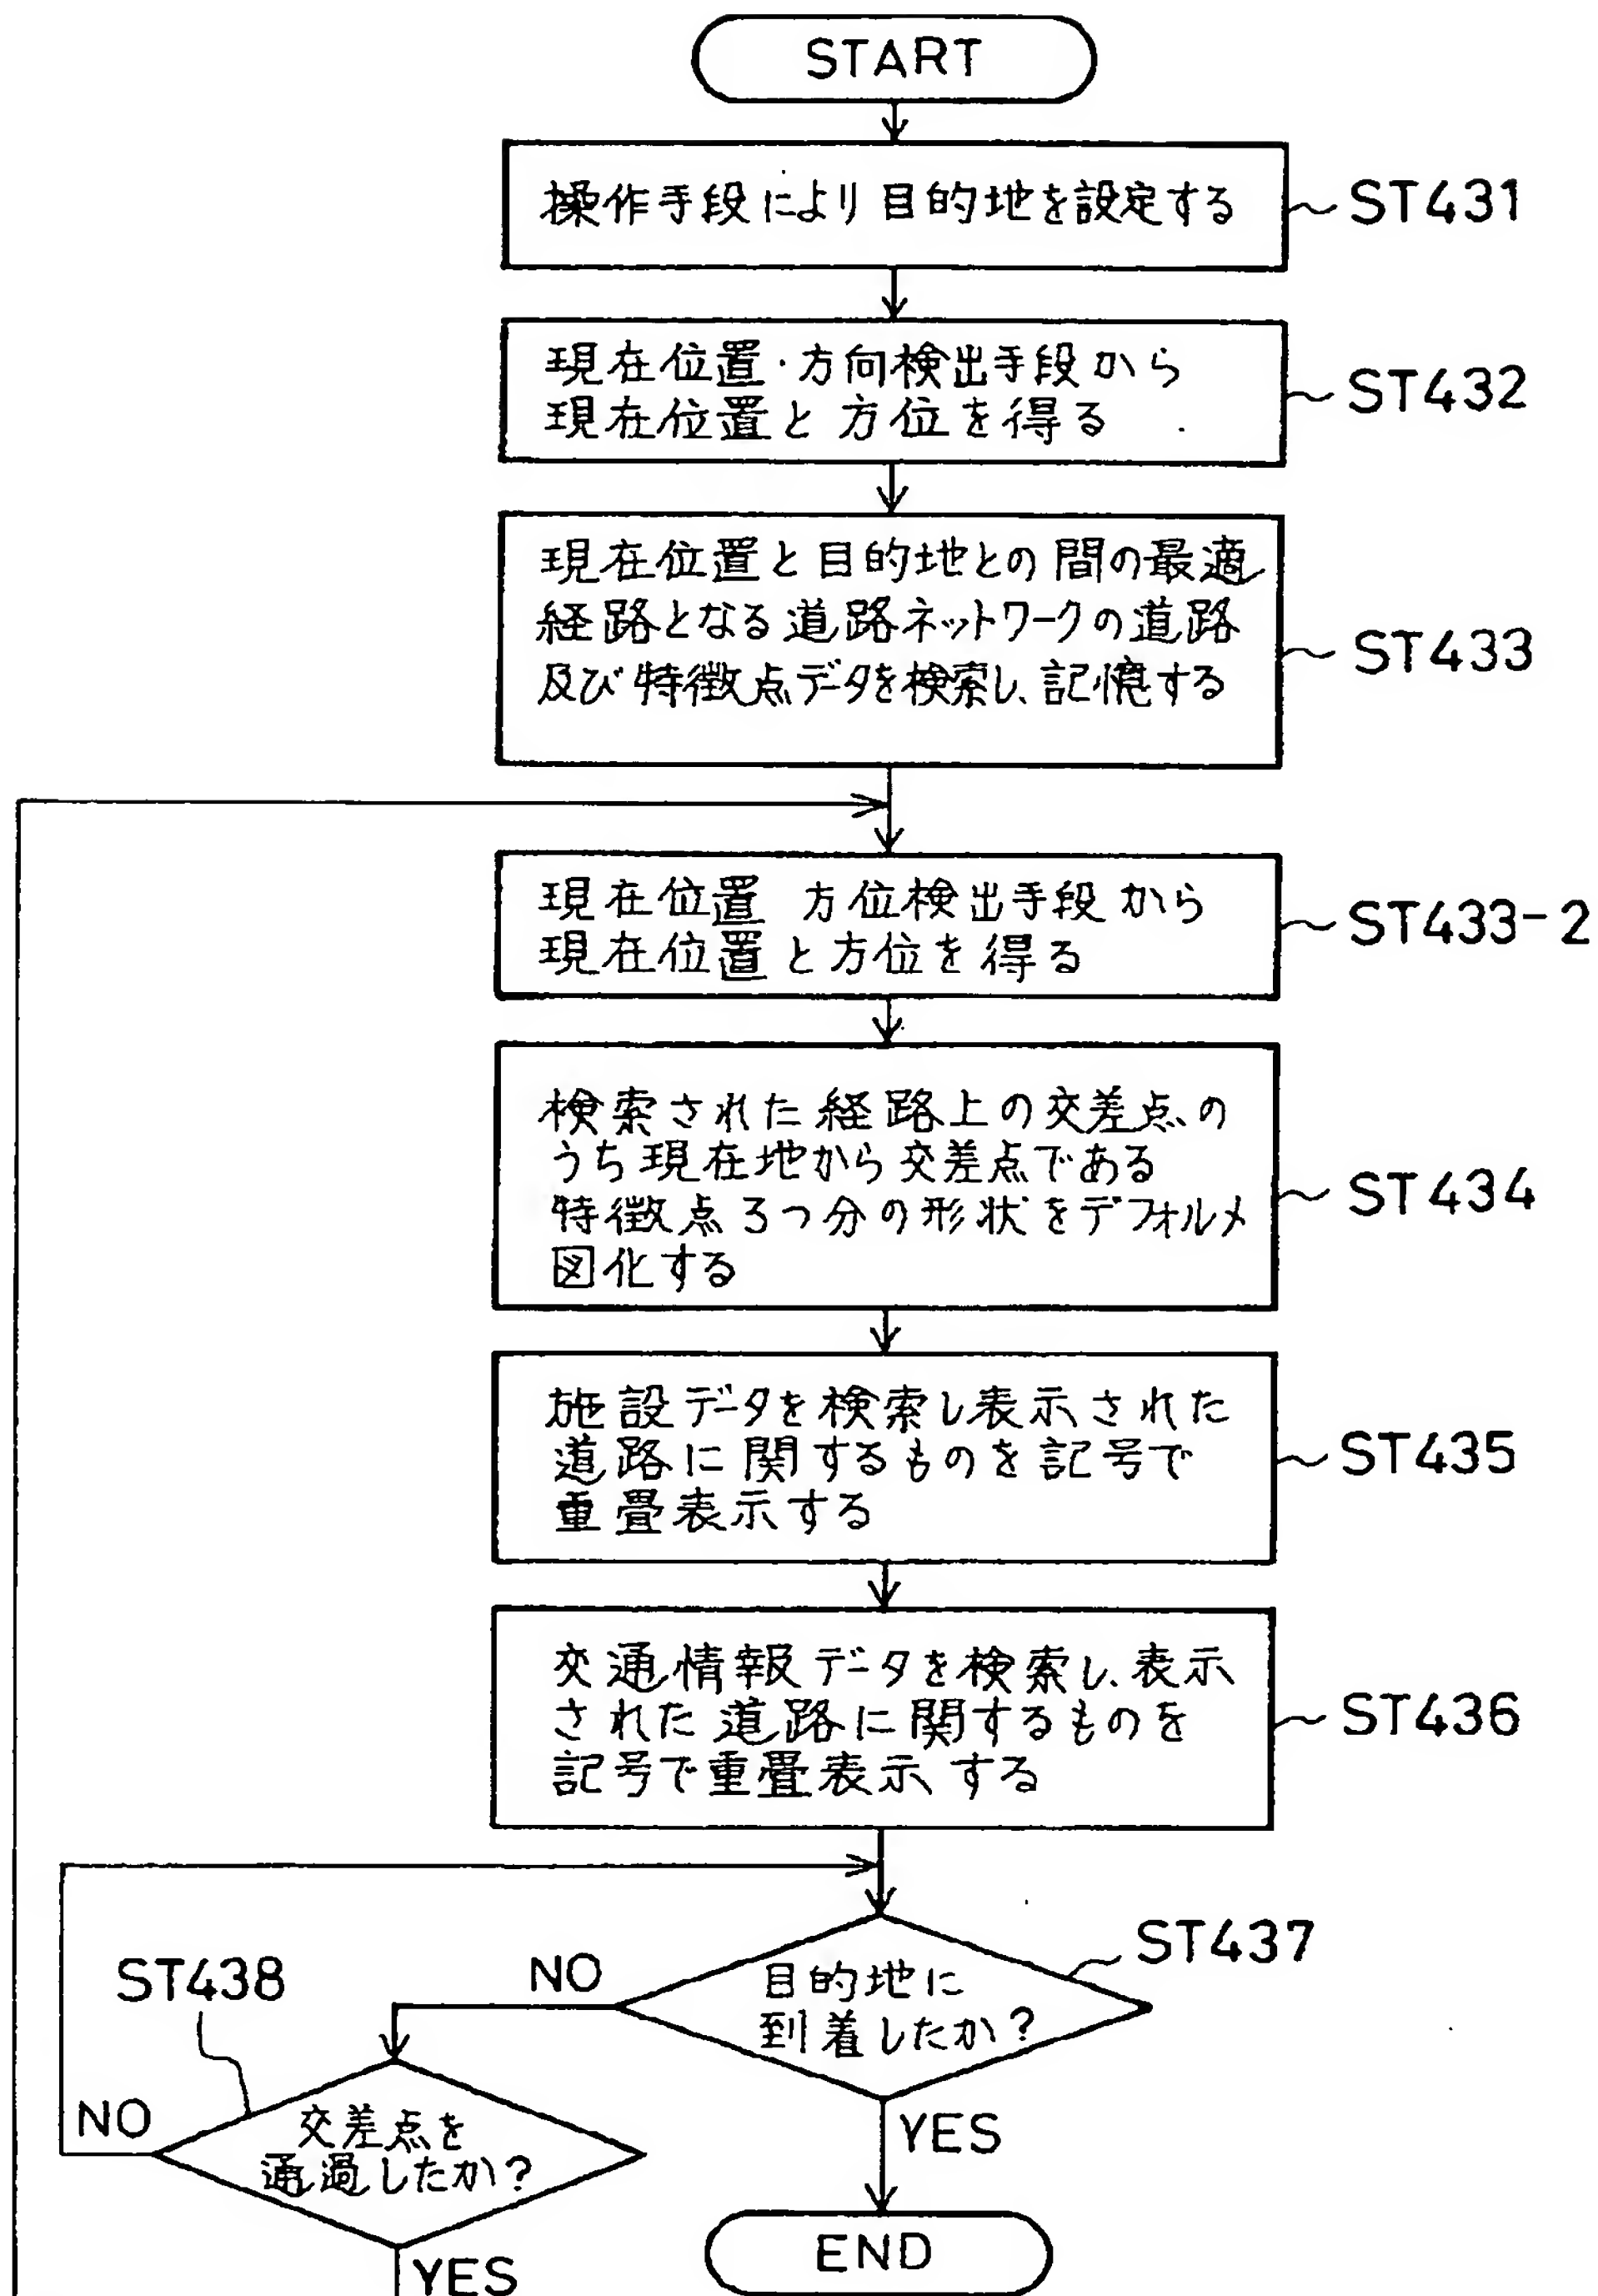 START
操作手段により目的地を設定する
ST431
現在位置・方向検出手段から
現在位置と方位を得る
ST432
現在位置と目的地との間の最適
経路となる道路ネットワークの道路
及び特徴点データを検索し、記憶する
ST433
現在位置 方位検出手段から
現在位置と方位を得る
ST433-2
検索された経路上の交差点の
うち現在地から交差点である
特徴点3つ分の形状をデフォルメ
図化する
ST434
施設データを検索し表示された
道路に関するものを記号で
重畳表示する
ST435
交通情報データを検索し、表示
された道路に関するものを
記号で重畳表示する
ST436
目的地に
到着したか?
ST437
NO
ST438
交差点を
通過したか?
NO
YES
YES
END